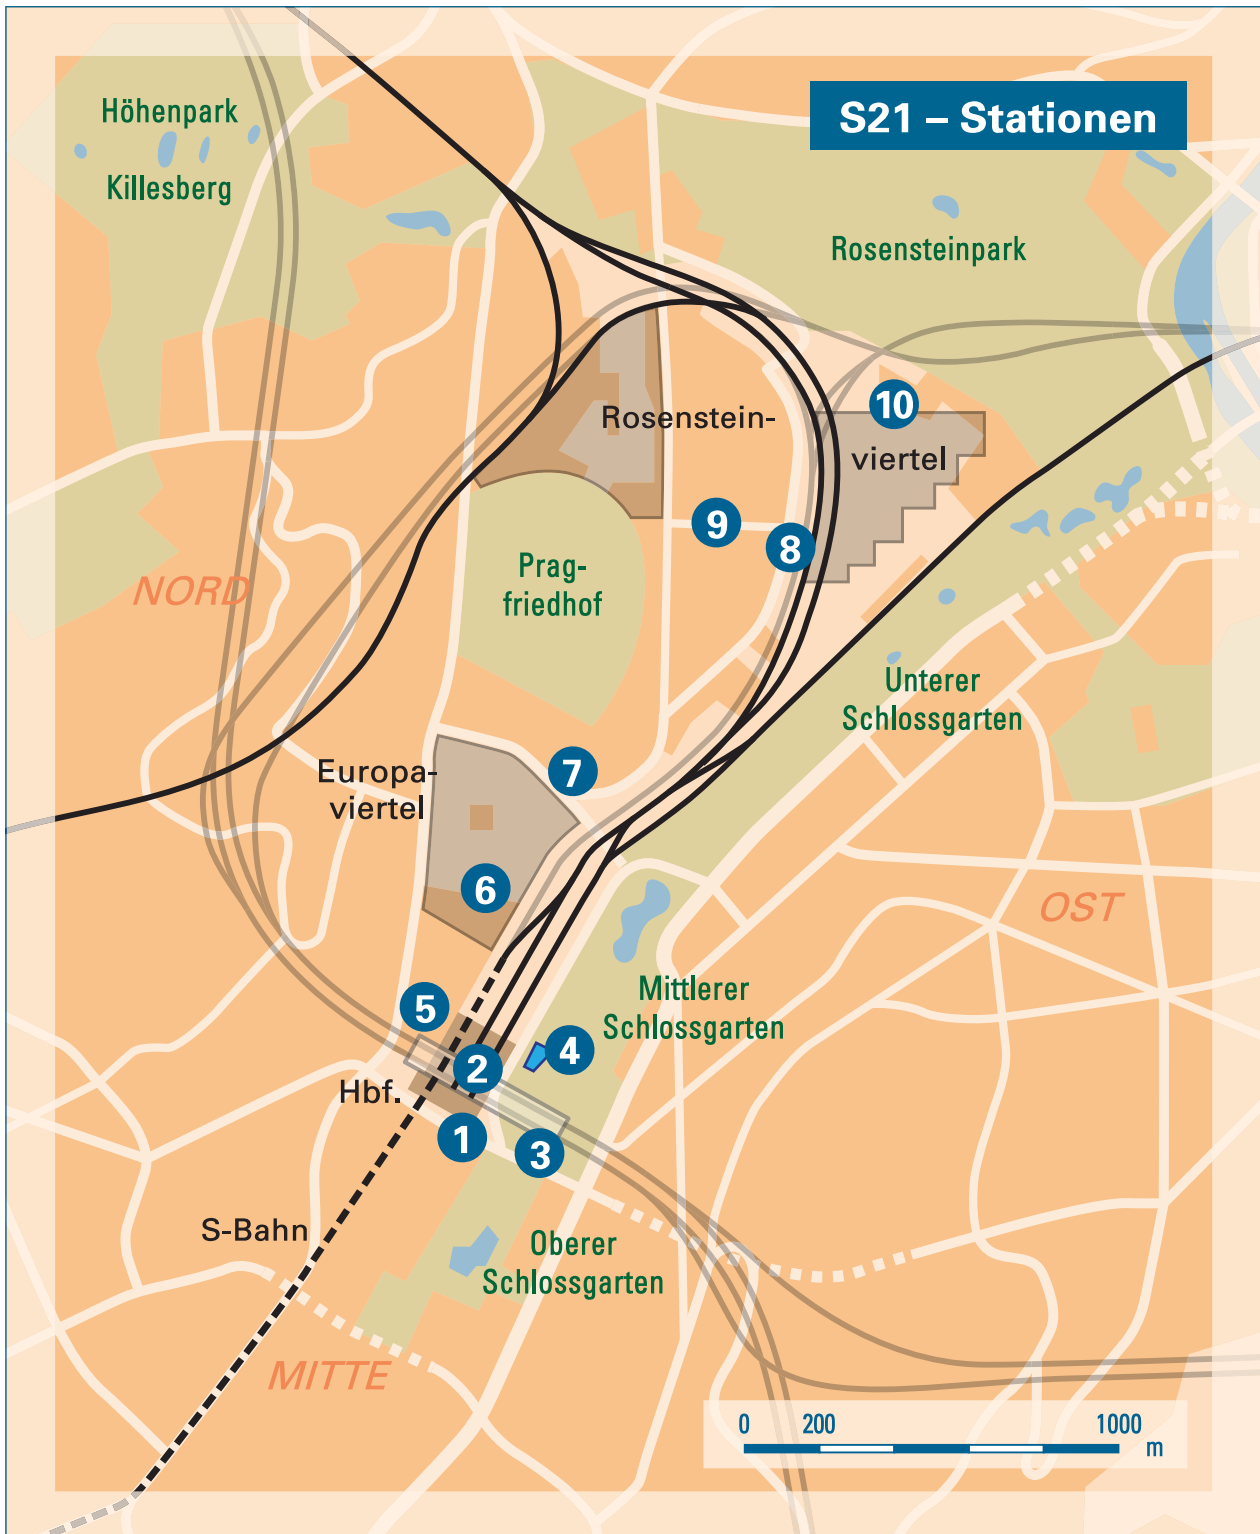 S21 – Stationen
Höhenpark
Killesberg
Rosensteinpark
10
Rosenstein-
viertel
9
8
Prag-
friedhof
NORD
Unterer
Schlossgarten
7
Europa-
viertel
6
OST
Mittlerer
Schlossgarten
5
4
2
Hbf.
1
3
S-Bahn
Oberer
Schlossgarten
MITTE
0 200 1000
m